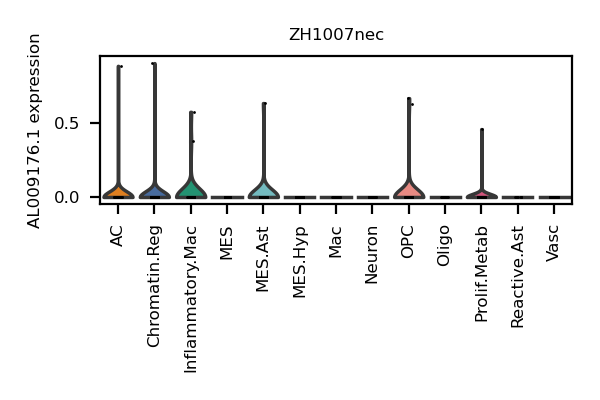 ZH1007nec
AL009176.1 expression
0.5
0.0
AC
Chromatin.Reg
Inflammatory.Mac
MES
MES.Ast
MES.Hyp
Mac
Neuron
OPC
Oligo
Prolif.Metab
Reactive.Ast
Vasc